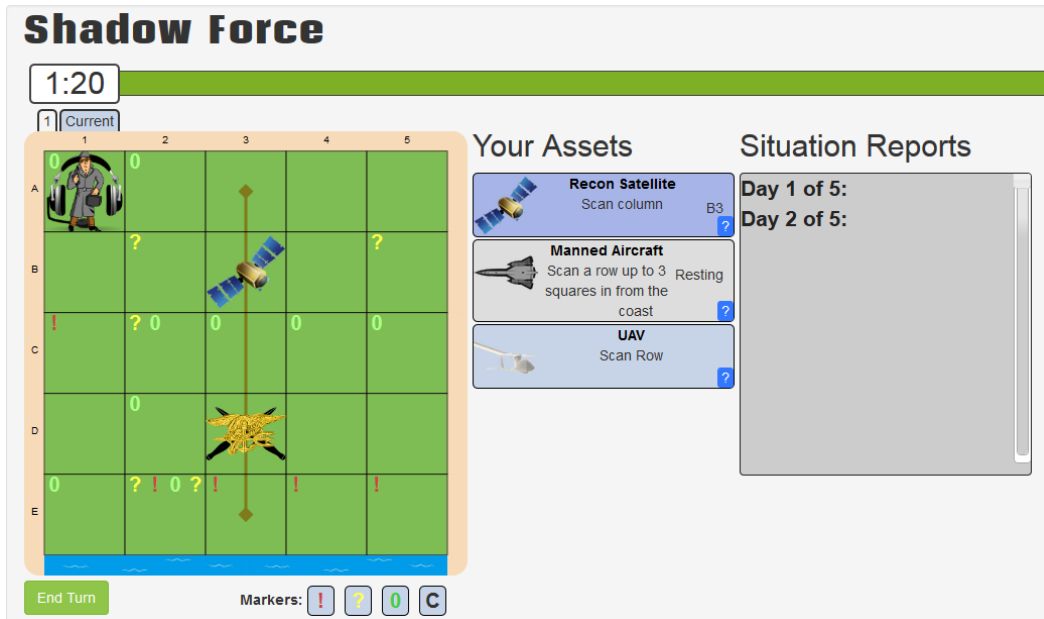 Shadow Force
1:20
1 Current
1 2 3 4 5
A 0 0
B ? ?
C ! ? 0 0 0 0
D 0
E 0 ? ! 0 ? ! ! !
End Turn
Markers: ! ? 0 C
Your Assets
Recon Satellite
Scan column
B3
?
Manned Aircraft
Scan a row up to 3
squares in from the
coast
Resting
?
UAV
Scan Row
?
Situation Reports
Day 1 of 5:
Day 2 of 5: